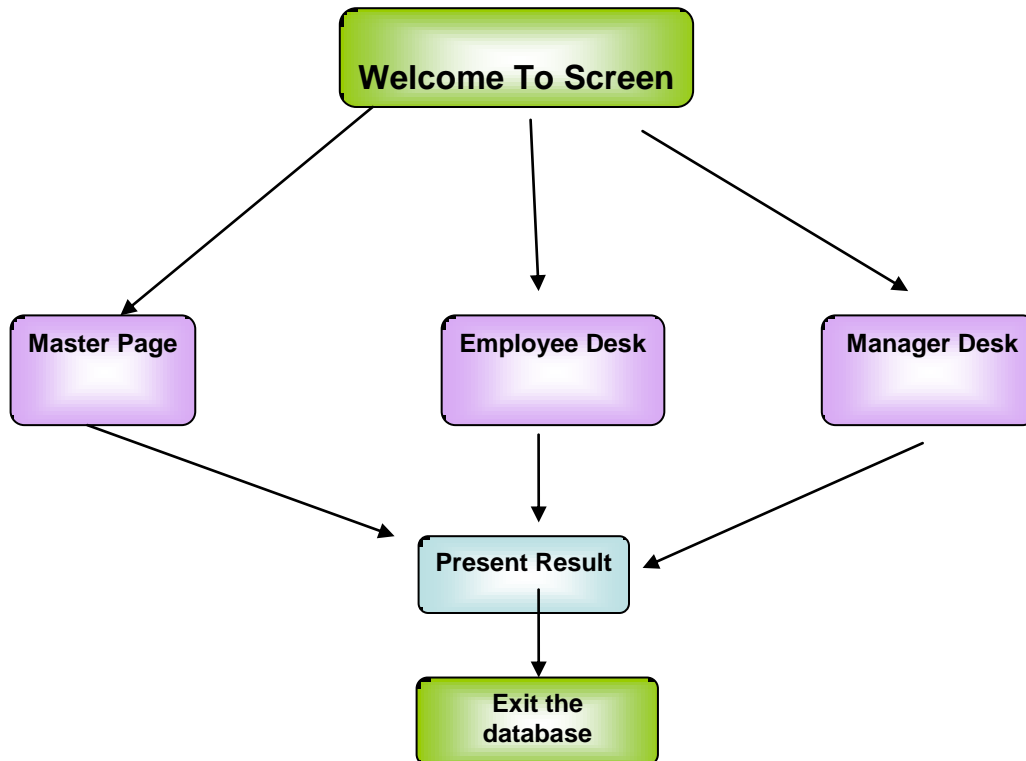 Welcome To Screen
Master Page
Employee Desk
Manager Desk
Present Result
Exit the
database